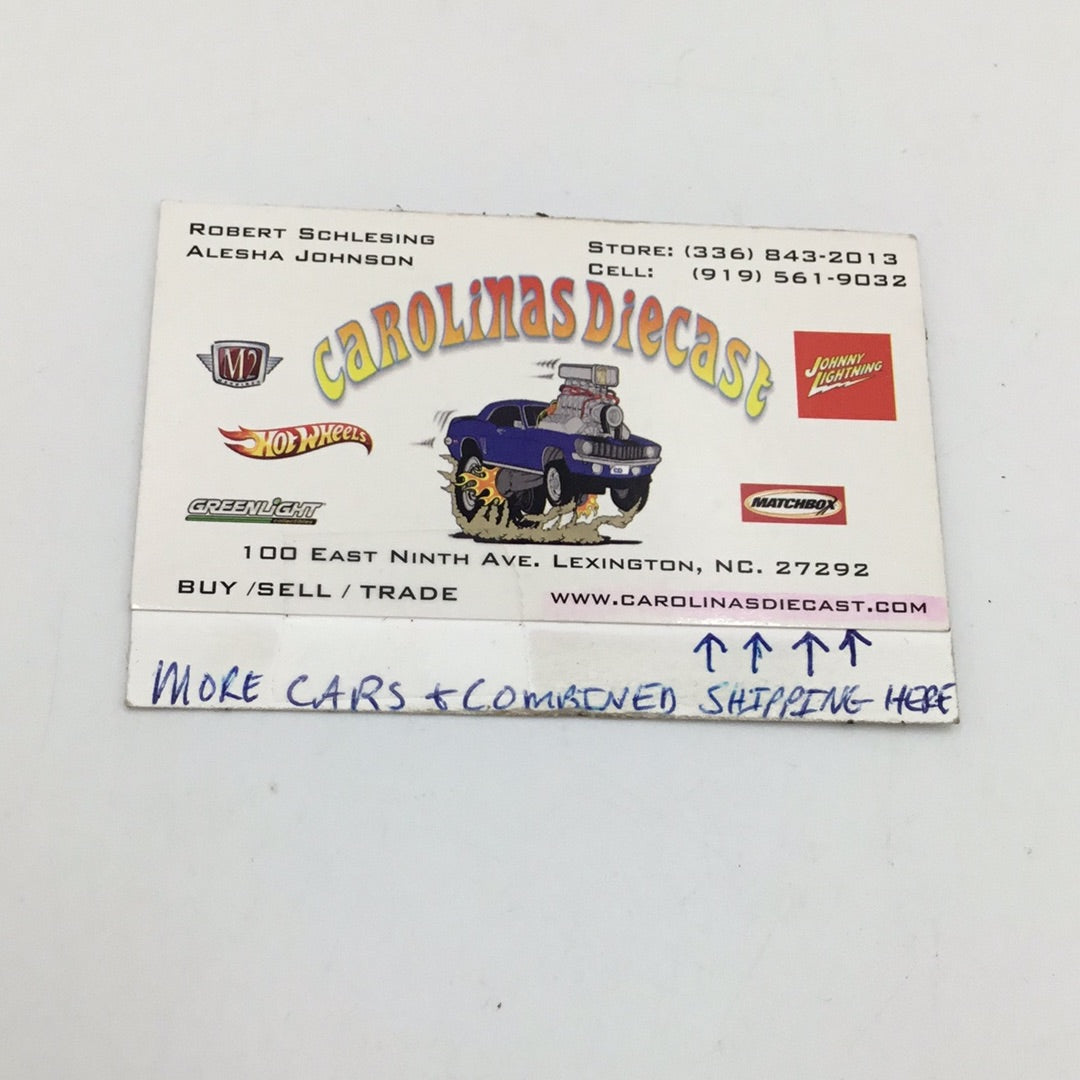 ROBERT SCHLESING
ALESHA JOHNSON
STORE: (336) 843-2013
CELL: (919) 561-9032
CAROLINAS DIECAST
M2
JOHNNY
LIGHTNING
HOT WHEELS
GREENLIGHT
collectibles
MATCHBOX
100 EAST NINTH AVE. LEXINGTON, NC. 27292
BUY /SELL / TRADE
WWW.CAROLINASDIECAST.COM
↑ ↑ ↑ ↑
MORE CARS & COMBINED SHIPPING HERE